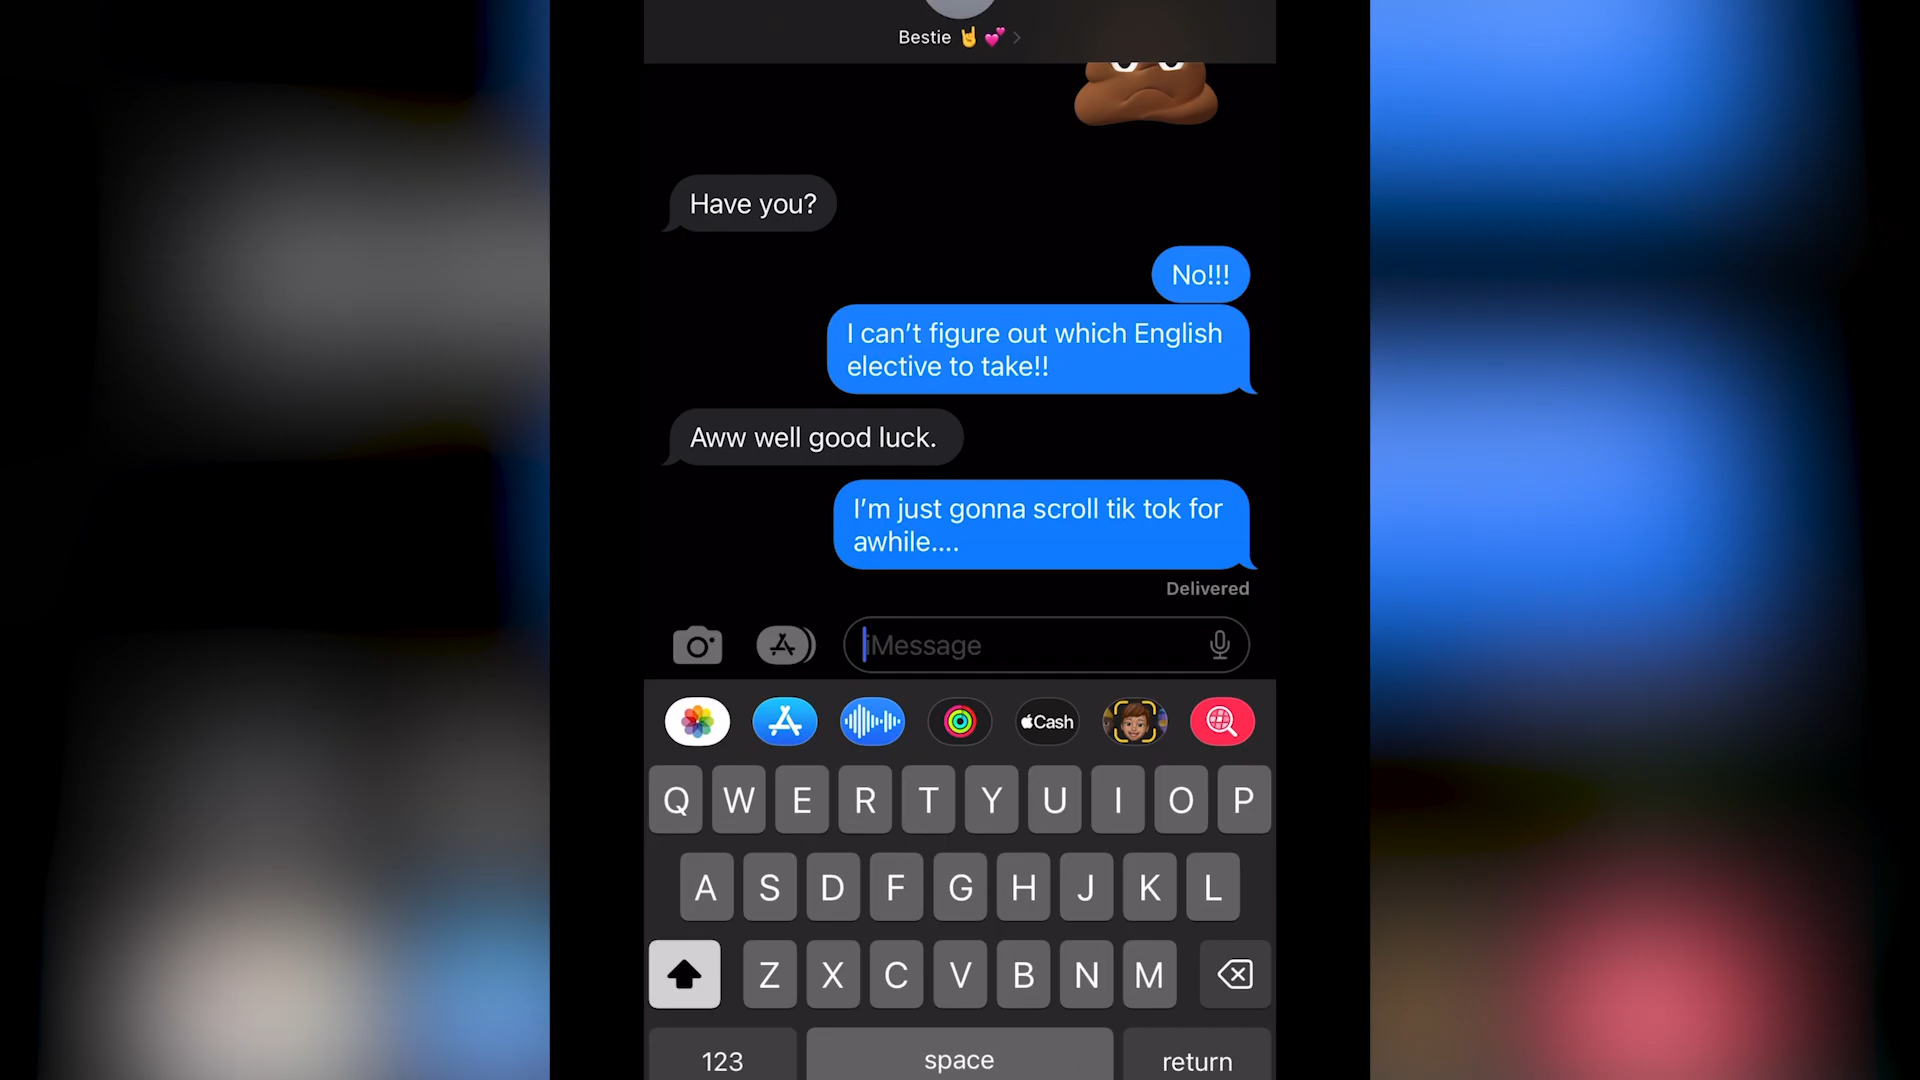 Bestie 🤘 💕
Have you?
No!!!
I can’t figure out which English
elective to take!!
Aww well good luck.
I’m just gonna scroll tik tok for
awhile....
Delivered
iMessage
Cash
Q W E R T Y U I O P
A S D F G H J K L
Z X C V B N M
123 space return